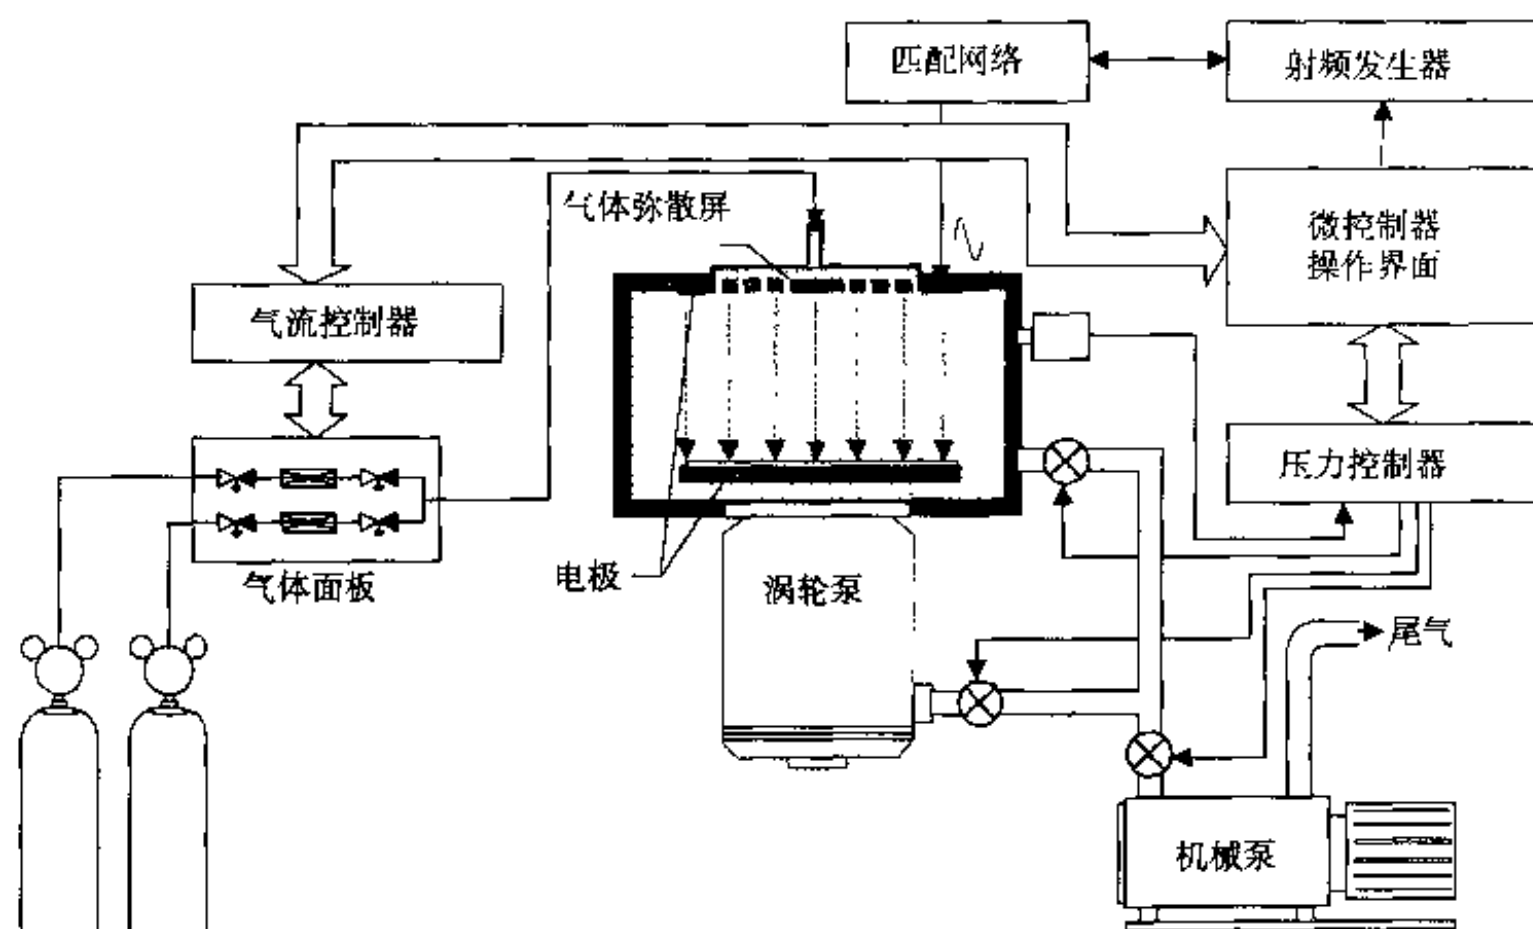 匹配网络
射频发生器
气体弥散屏
微控制器
操作界面
气流控制器
压力控制器
气体面板
电极
涡轮泵
尾气
机械泵